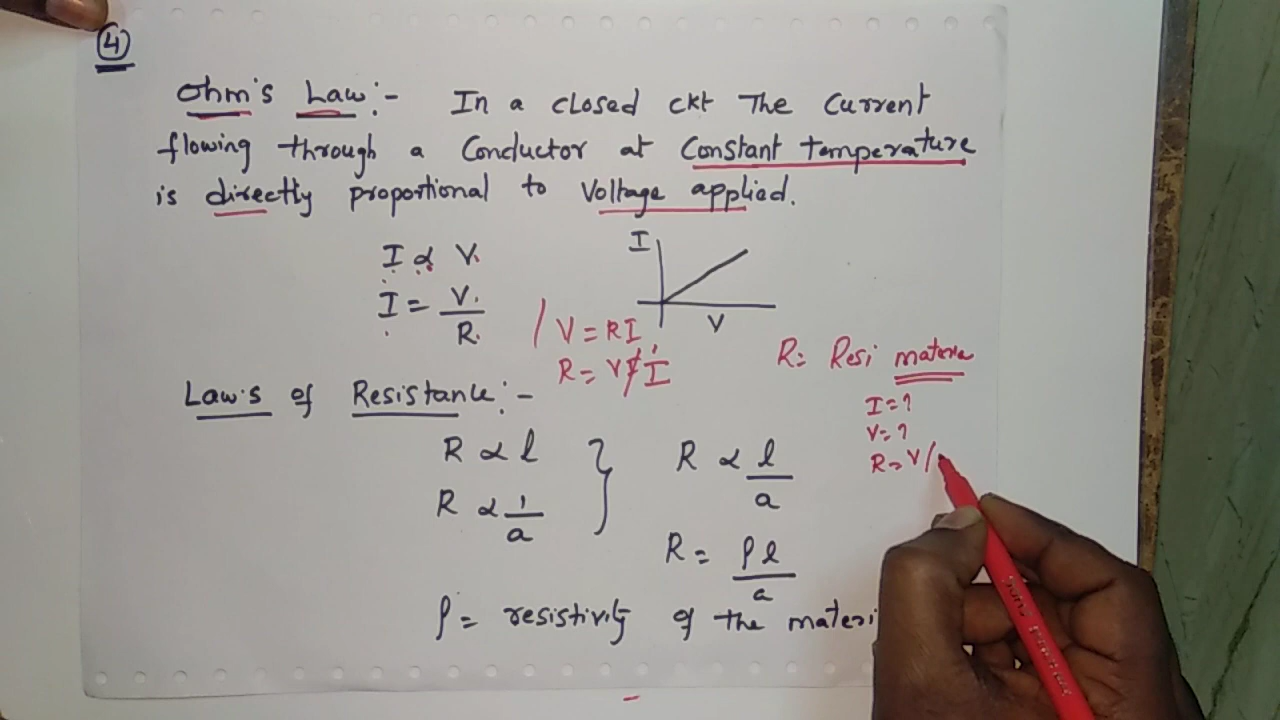 4
Ohm's Law:- In a closed ckt The Current
flowing through a Conductor at Constant temperature
is directly proportional to Voltage applied.
I ∝ V.
I = V/R
I
V
/ V = RI,
R = V/I
R: Resi materia
I = ?
V = ?
R = V/
Law's of Resistance:-
R ∝ l
R ∝ 1/a
}
R ∝ l/a
R = ρl/a
ρ = resistivity of the materi